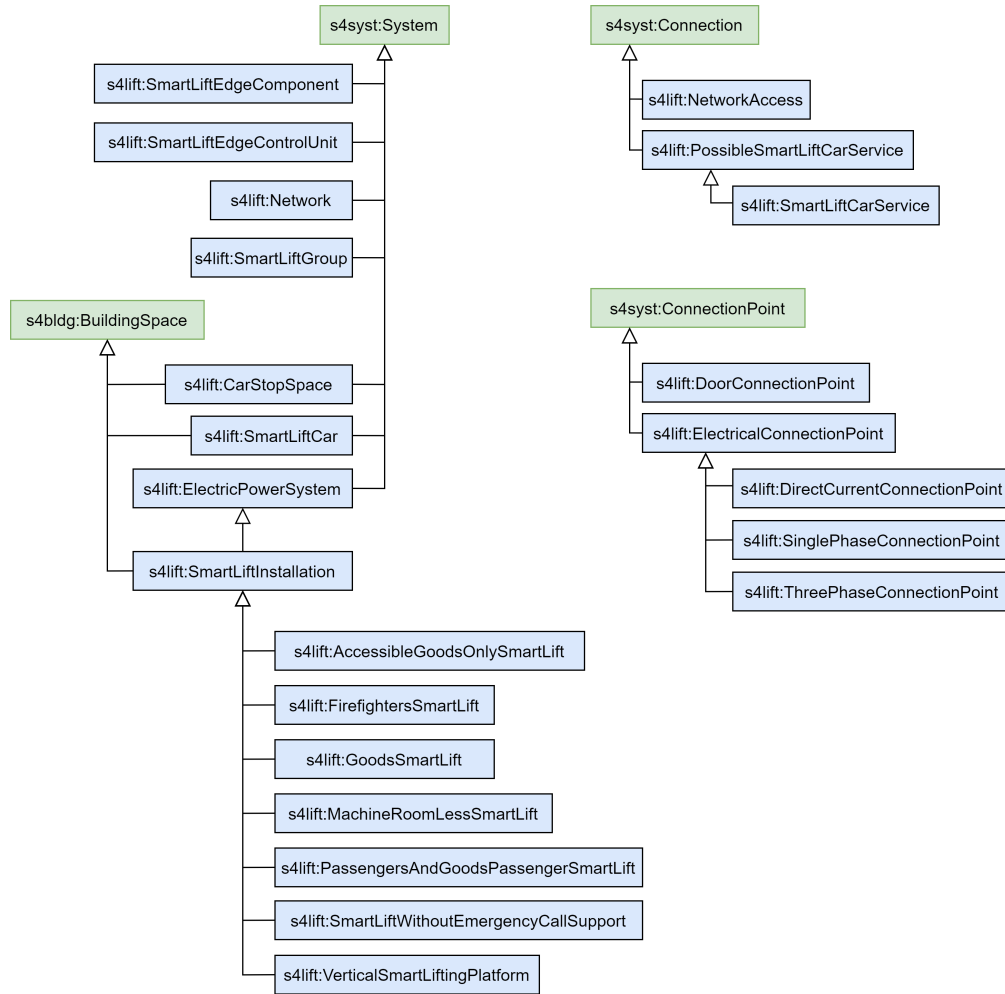 s4syst:System
s4lift:SmartLiftEdgeComponent
s4lift:SmartLiftEdgeControlUnit
s4lift:Network
s4lift:SmartLiftGroup
s4bldg:BuildingSpace
s4lift:CarStopSpace
s4lift:SmartLiftCar
s4lift:ElectricPowerSystem
s4lift:SmartLiftInstallation
s4lift:AccessibleGoodsOnlySmartLift
s4lift:FirefightersSmartLift
s4lift:GoodsSmartLift
s4lift:MachineRoomLessSmartLift
s4lift:PassengersAndGoodsPassengerSmartLift
s4lift:SmartLiftWithoutEmergencyCallSupport
s4lift:VerticalSmartLiftingPlatform
s4syst:Connection
s4lift:NetworkAccess
s4lift:PossibleSmartLiftCarService
s4lift:SmartLiftCarService
s4syst:ConnectionPoint
s4lift:DoorConnectionPoint
s4lift:ElectricalConnectionPoint
s4lift:DirectCurrentConnectionPoint
s4lift:SinglePhaseConnectionPoint
s4lift:ThreePhaseConnectionPoint